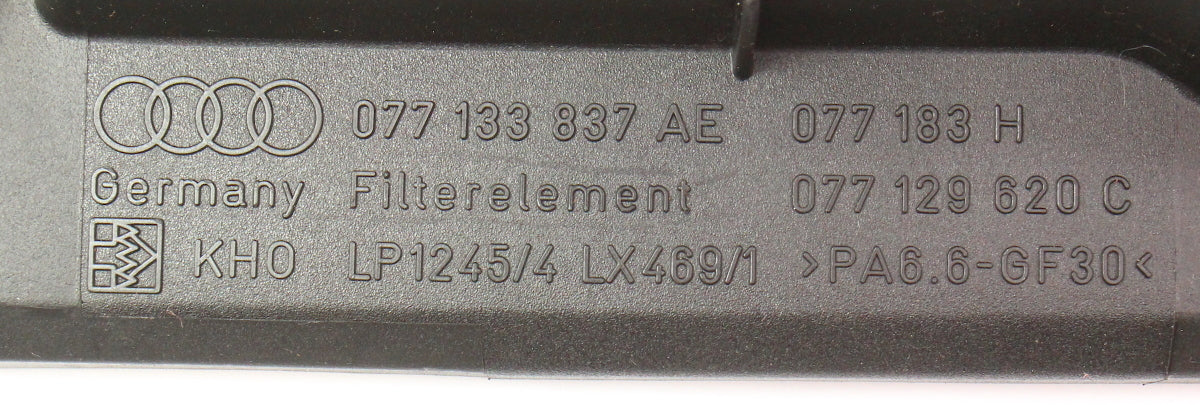 077 133 837 AE 077 183 H
Germany Filterelement 077 129 620 C
KHO LP1245/4 LX469/1 >PA6.6-GF30<